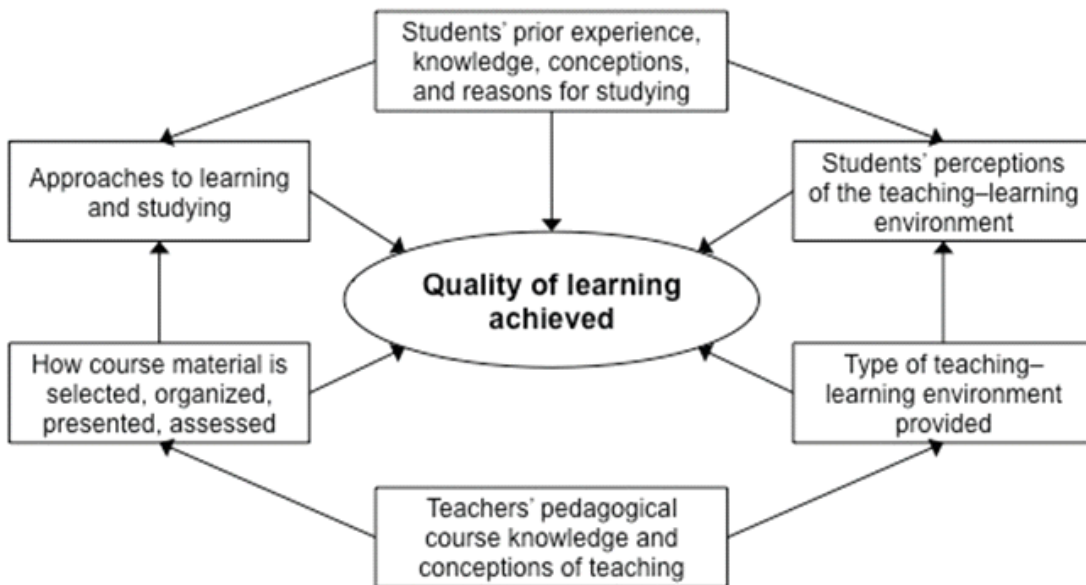 Students' prior experience,
knowledge, conceptions,
and reasons for studying
Approaches to learning
and studying
Students' perceptions
of the teaching–learning
environment
Quality of learning
achieved
How course material is
selected, organized,
presented, assessed
Type of teaching–
learning environment
provided
Teachers' pedagogical
course knowledge and
conceptions of teaching